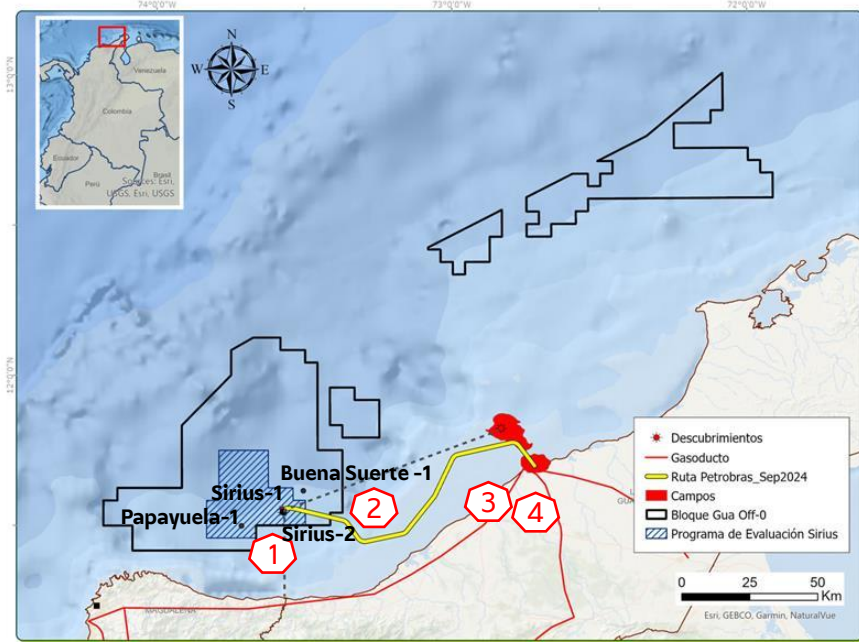 74°0'0"W
73°0'0"W
72°0'0"W
13°0'0"N
12°0'0"N
Venezuela
Colombia
Ecuador
Perú
Brasil
Sources: Esri,
USGS. Esri, USGS
N
W
E
S
Buena Suerte -1
Sirius-1
Papayuela-1
Sirius-2
1
2
3
4
MAGDALENA
Descubrimientos
Gasoducto
Ruta Petrobras_Sep2024
Campos
Bloque Gua Off-0
Programa de Evaluación Sirius
0 25 50
Km
Esri, GEBCO, Garmin, NaturalVue